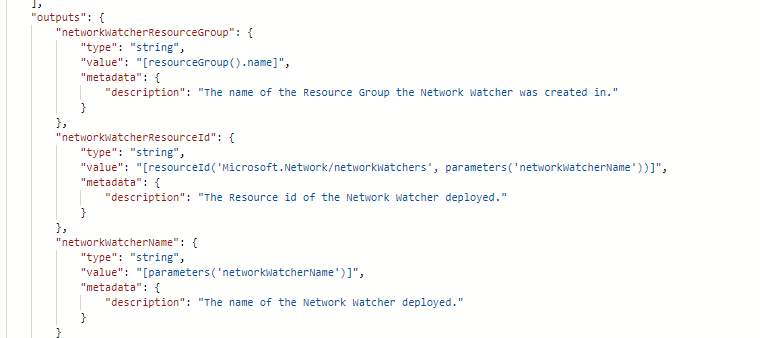 ],
"outputs": {
"networkWatcherResourceGroup": {
"type": "string",
"value": "[resourceGroup().name]",
"metadata": {
"description": "The name of the Resource Group the Network Watcher was created in."
}
},
"networkWatcherResourceId": {
"type": "string",
"value": "[resourceId('Microsoft.Network/networkWatchers', parameters('networkWatcherName'))]",
"metadata": {
"description": "The Resource id of the Network Watcher deployed."
}
},
"networkWatcherName": {
"type": "string",
"value": "[parameters('networkWatcherName')]",
"metadata": {
"description": "The name of the Network Watcher deployed."
}
}